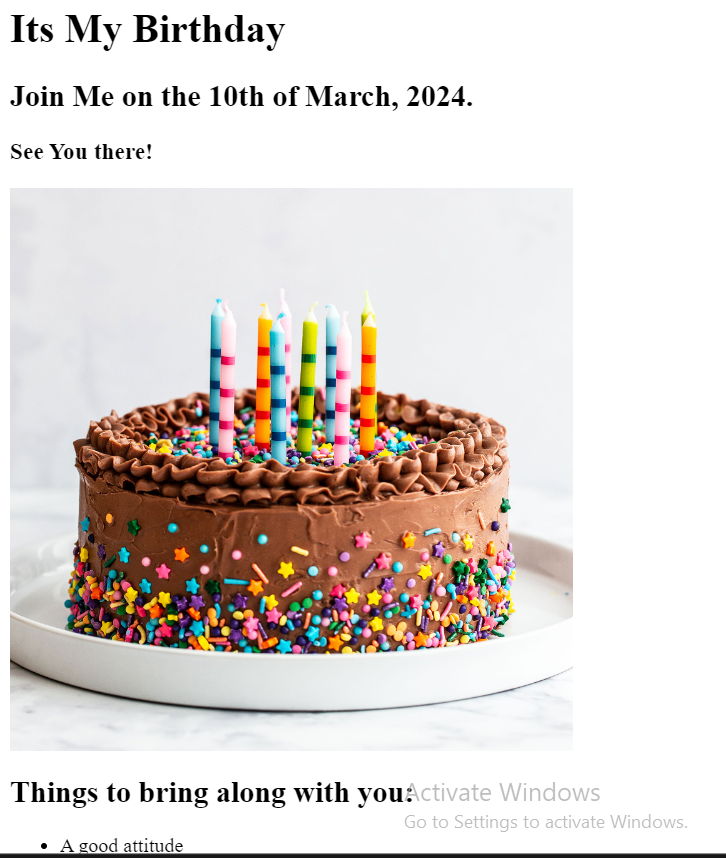 Its My Birthday
Join Me on the 10th of March, 2024.
See You there!
Things to bring along with you:
Activate Windows
Go to Settings to activate Windows.
A good attitude